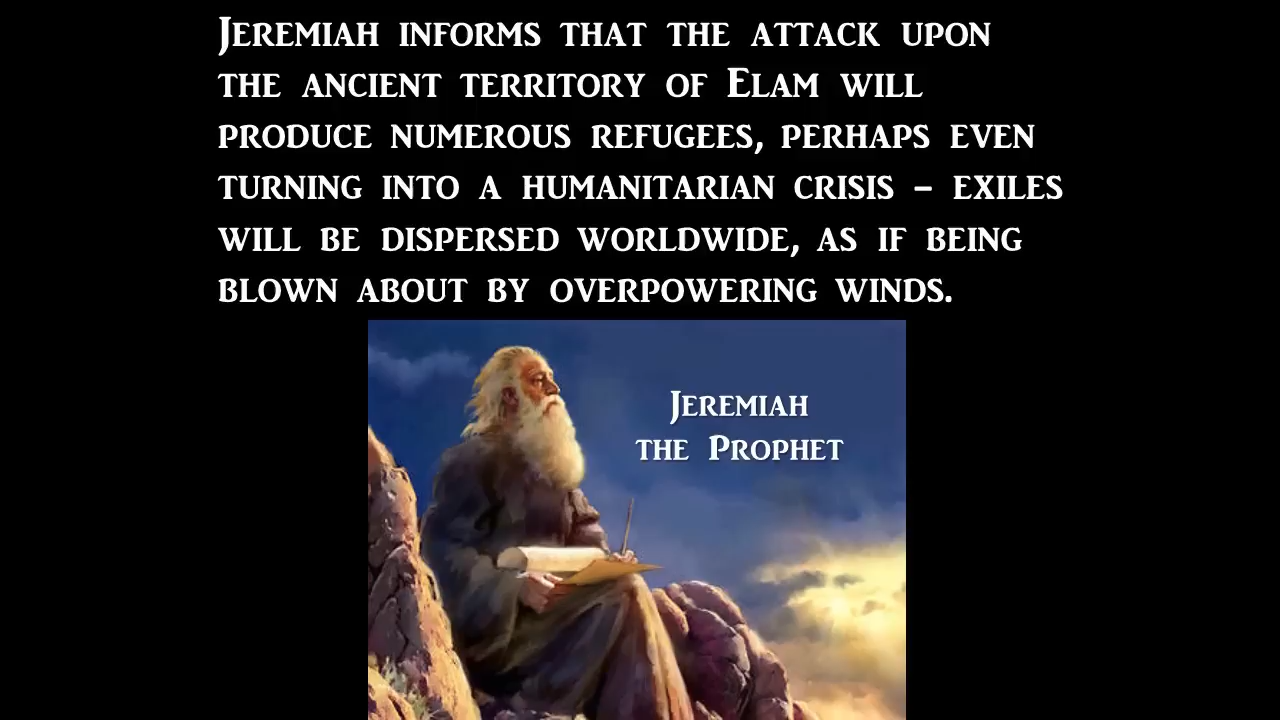 Jeremiah informs that the attack upon
the ancient territory of Elam will
produce numerous refugees, perhaps even
turning into a humanitarian crisis – exiles
will be dispersed worldwide, as if being
blown about by overpowering winds.
Jeremiah
the Prophet